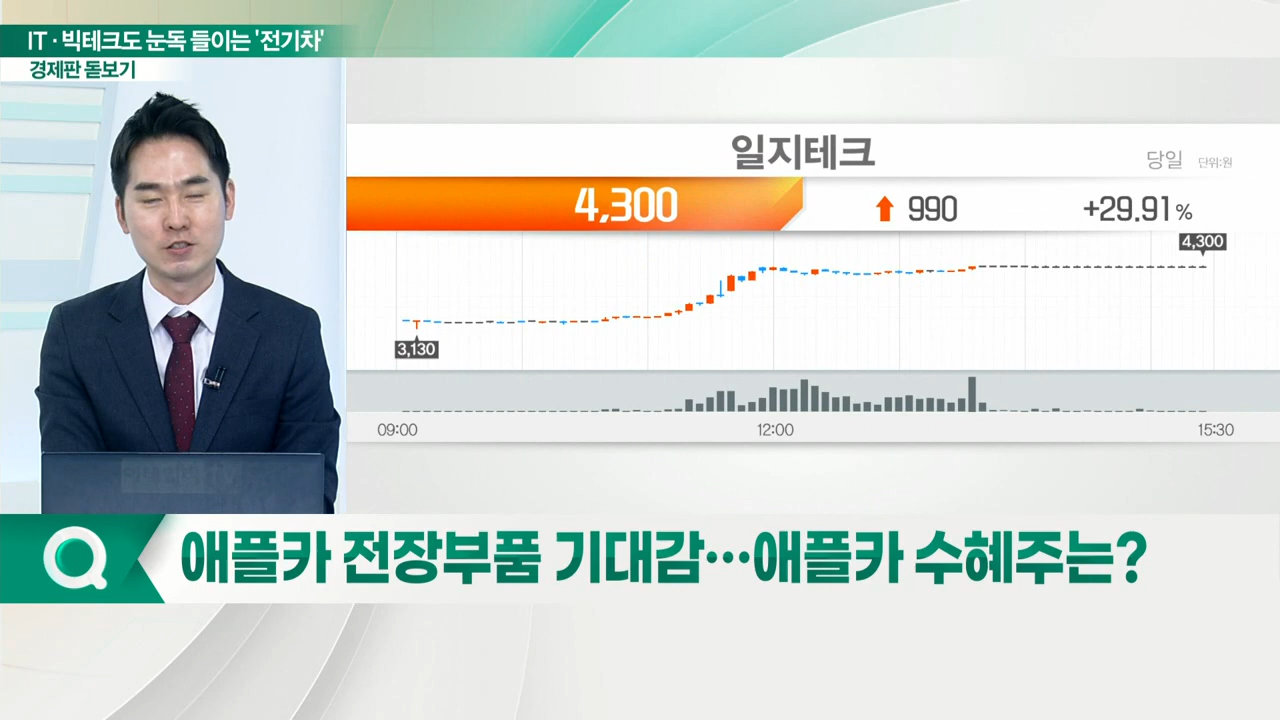 IT·빅테크도 눈독 들이는 '전기차'
경제판 돋보기
일지테크
당일 단위:원
4,300 990 +29.91%
4,300
3,130
09:00 12:00 15:30
애플카 전장부품 기대감…애플카 수혜주는?